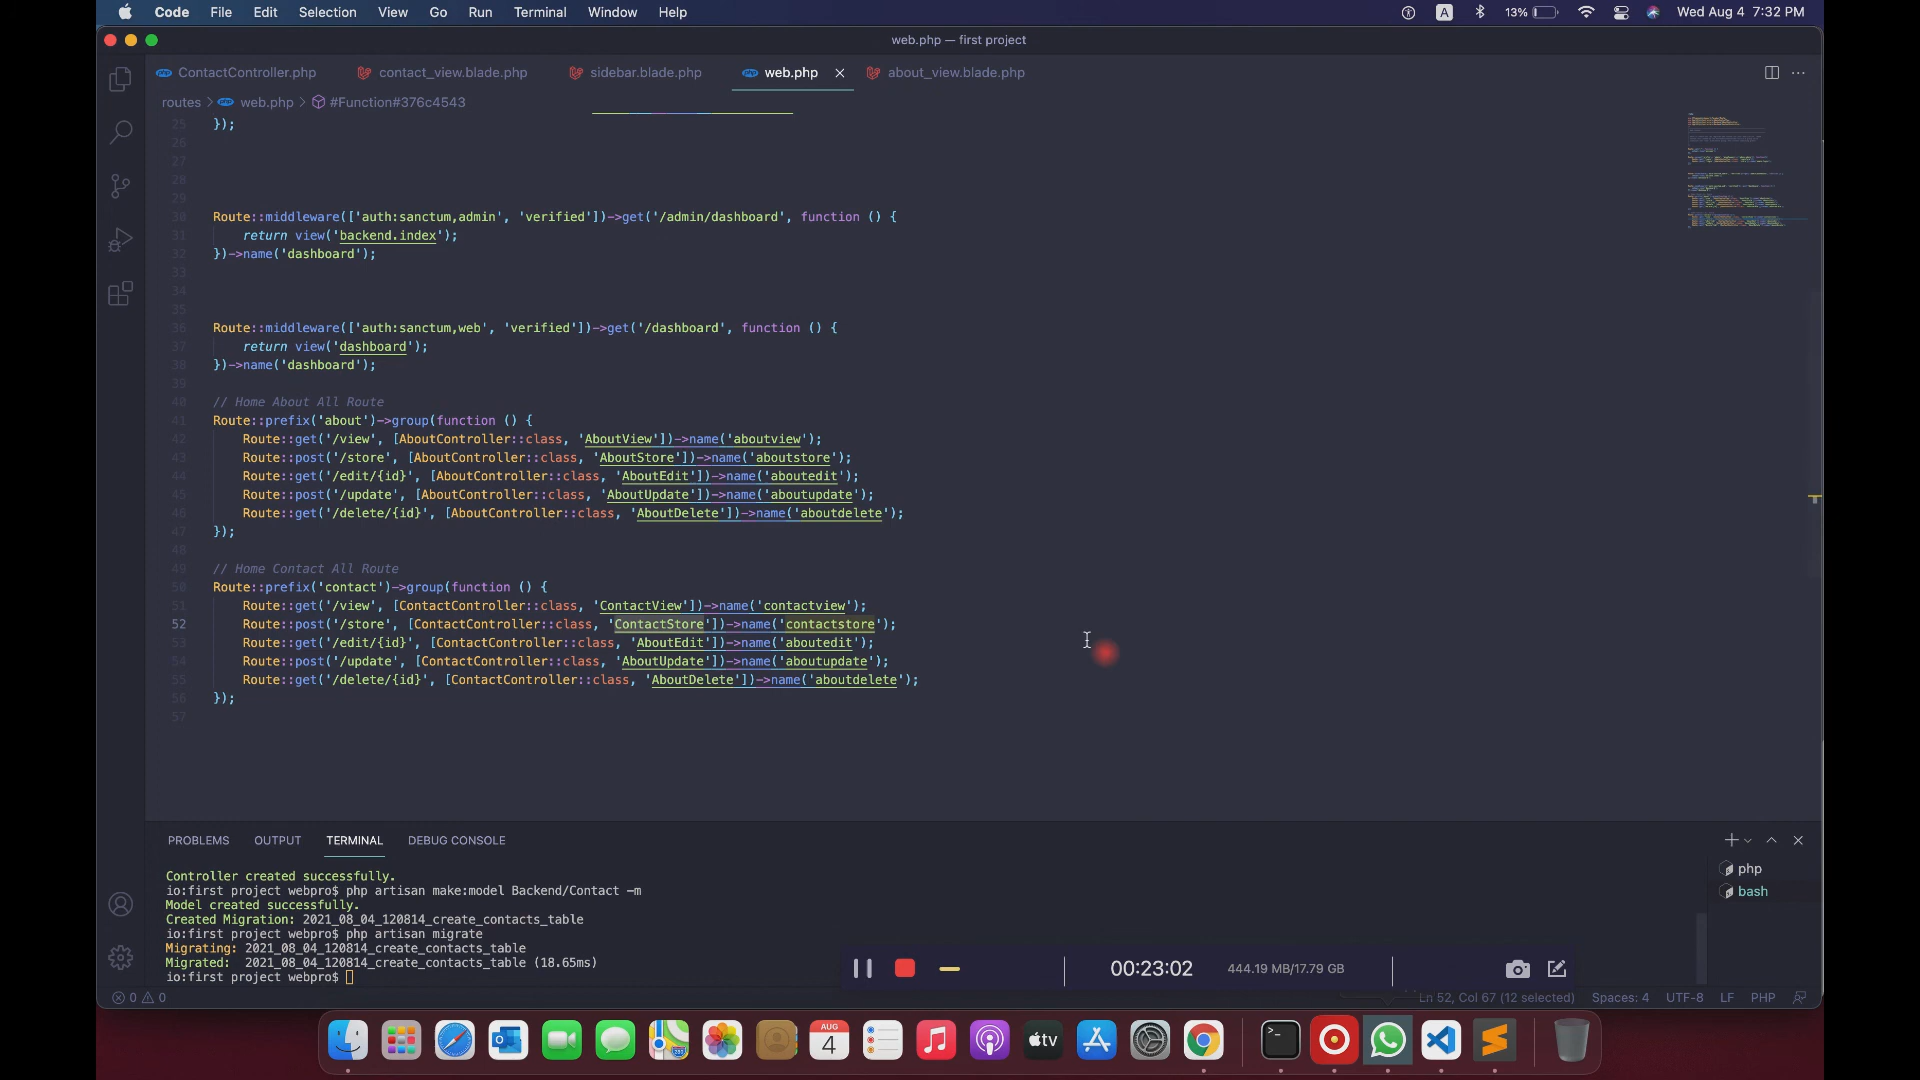 Code File Edit Selection View Go Run Terminal Window Help A 13% Wed Aug 4 7:32 PM
web.php — first project
ContactController.php contact_view.blade.php sidebar.blade.php web.php about_view.blade.php
routes > web.php > #Function#376c4543
25 });
26
27
28
29
30 Route::middleware(['auth:sanctum,admin', 'verified'])->get('/admin/dashboard', function () {
31 return view('backend.index');
32 })->name('dashboard');
33
34
35
36 Route::middleware(['auth:sanctum,web', 'verified'])->get('/dashboard', function () {
37 return view('dashboard');
38 })->name('dashboard');
39
40 // Home About All Route
41 Route::prefix('about')->group(function () {
42 Route::get('/view', [AboutController::class, 'AboutView'])->name('aboutview');
43 Route::post('/store', [AboutController::class, 'AboutStore'])->name('aboutstore');
44 Route::get('/edit/{id}', [AboutController::class, 'AboutEdit'])->name('aboutedit');
45 Route::post('/update', [AboutController::class, 'AboutUpdate'])->name('aboutupdate');
46 Route::get('/delete/{id}', [AboutController::class, 'AboutDelete'])->name('aboutdelete');
47 });
48
49 // Home Contact All Route
50 Route::prefix('contact')->group(function () {
51 Route::get('/view', [ContactController::class, 'ContactView'])->name('contactview');
52 Route::post('/store', [ContactController::class, 'ContactStore'])->name('contactstore');
53 Route::get('/edit/{id}', [ContactController::class, 'AboutEdit'])->name('aboutedit');
54 Route::post('/update', [ContactController::class, 'AboutUpdate'])->name('aboutupdate');
55 Route::get('/delete/{id}', [ContactController::class, 'AboutDelete'])->name('aboutdelete');
56 });
57
PROBLEMS OUTPUT TERMINAL DEBUG CONSOLE
Controller created successfully.
io:first project webpro$ php artisan make:model Backend/Contact -m
Model created successfully.
Created Migration: 2021_08_04_120814_create_contacts_table
io:first project webpro$ php artisan migrate
Migrating: 2021_08_04_120814_create_contacts_table
Migrated: 2021_08_04_120814_create_contacts_table (18.65ms)
io:first project webpro$
php
bash
00:23:02 444.19 MB/17.79 GB
0 0 Ln 52, Col 67 (12 selected) Spaces: 4 UTF-8 LF PHP
AUG
4
tv